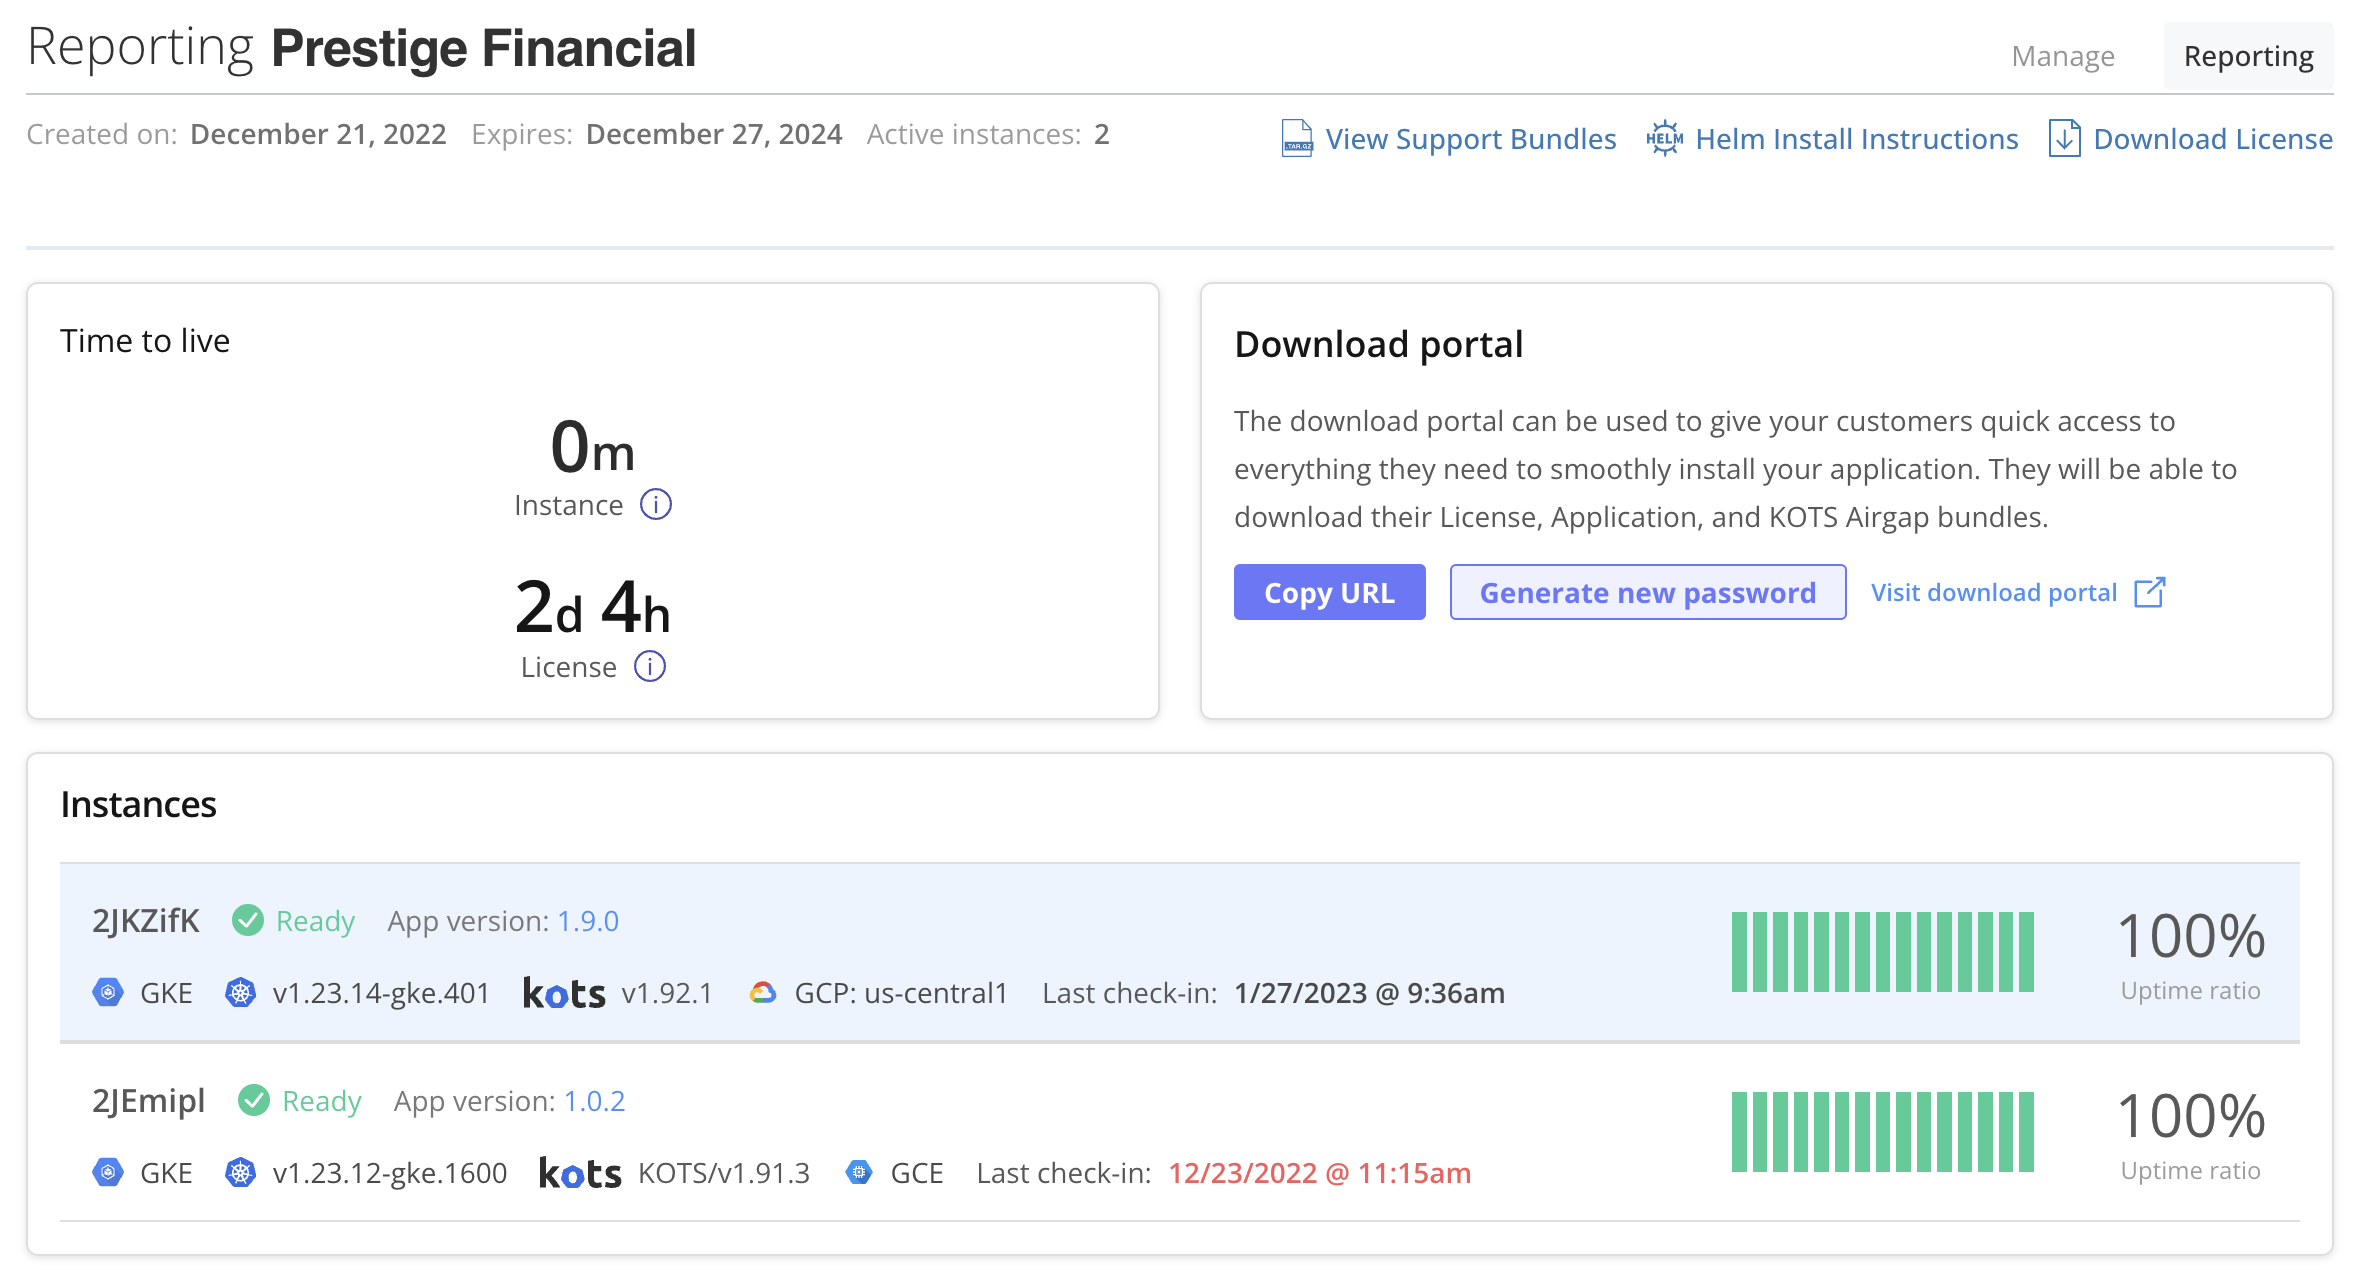 Reporting Prestige Financial
Manage Reporting
Created on: December 21, 2022 Expires: December 27, 2024 Active instances: 2
.TAR.GZ View Support Bundles HELM Helm Install Instructions Download License
Time to live
0m
Instance i
2d 4h
License i
Download portal
The download portal can be used to give your customers quick access to
everything they need to smoothly install your application. They will be able to
download their License, Application, and KOTS Airgap bundles.
Copy URL Generate new password Visit download portal
Instances
2JKZifK Ready App version: 1.9.0
GKE v1.23.14-gke.401 kots v1.92.1 GCP: us-central1 Last check-in: 1/27/2023 @ 9:36am
100%
Uptime ratio
2JEmipl Ready App version: 1.0.2
GKE v1.23.12-gke.1600 kots KOTS/v1.91.3 GCE Last check-in: 12/23/2022 @ 11:15am
100%
Uptime ratio